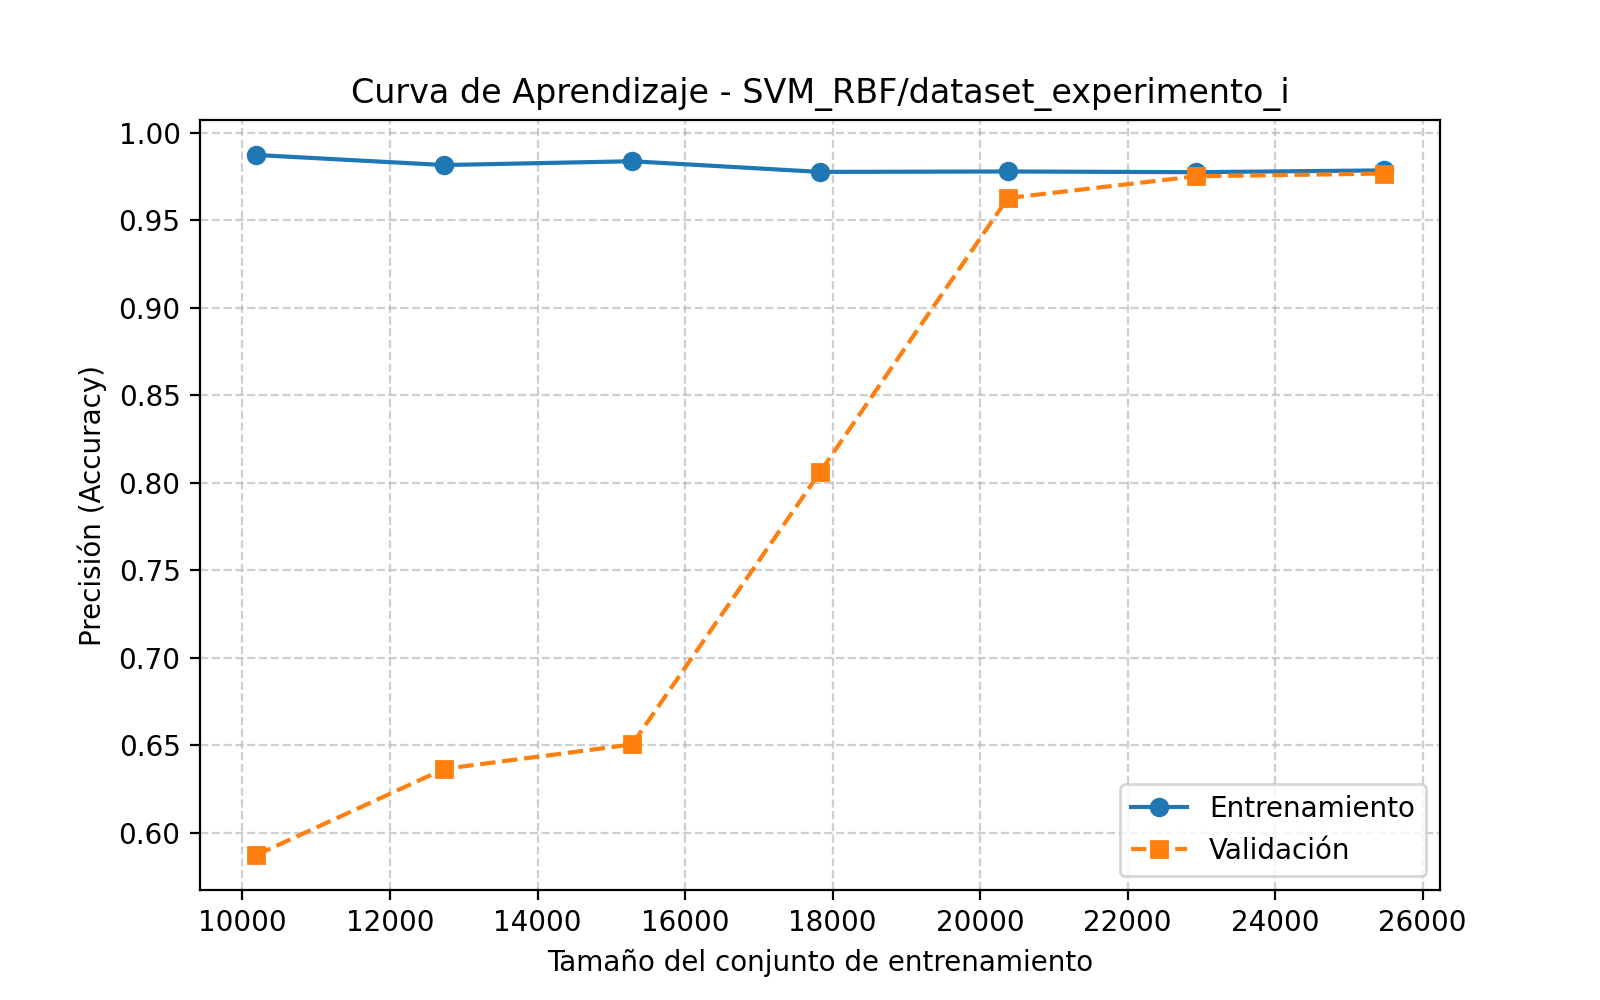 Curva de Aprendizaje - SVM_RBF/dataset_experimento_i
Precisión (Accuracy)
1.00
0.95
0.90
0.85
0.80
0.75
0.70
0.65
0.60
Entrenamiento
Validación
10000 12000 14000 16000 18000 20000 22000 24000 26000
Tamaño del conjunto de entrenamiento